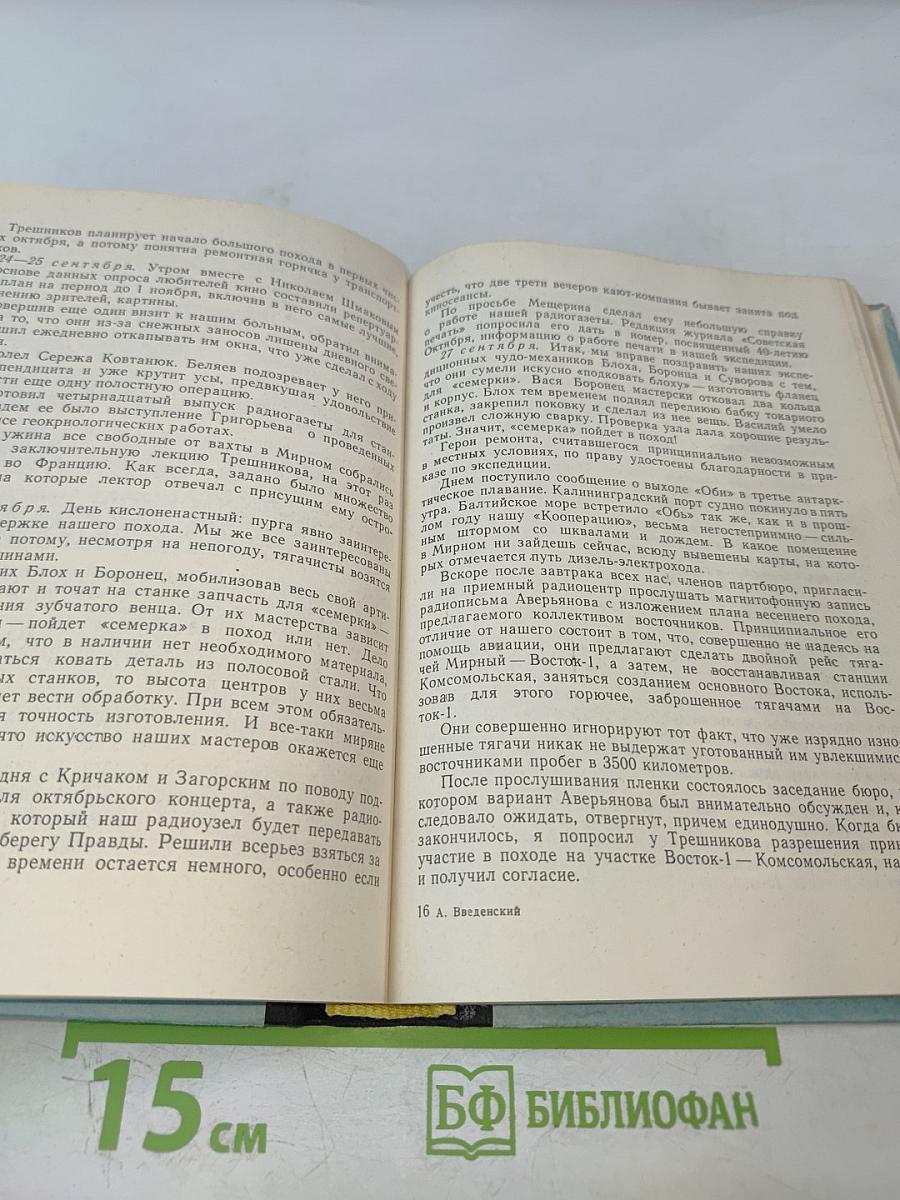 Трешников планирует начало большого похода в первых чис-
х октября, а потому понятна ремонтная горячка у транспорт-
ков.
24—25 сентября. Утром вместе с Николаем Шмаковым
основе данных опроса любителей кино составили репертуар-
план на период до 1 ноября, включив в него самые лучшие,
нению зрителей, картины.
овершив еще один визит к нашим больным, обратил внима-
а то, что они из-за снежных заносов лишены дневного све-
шил ежедневно откапывать им окна, что уже сделал с ходу
я.
олел Сережа Ковтанюк. Беляев подозревает у него при-
пендицита и уже крутит усы, предвкушая удовольствие
сти еще одну полостную операцию.
отовил четырнадцатый выпуск радиогазеты для стан-
дем ее было выступление Григорьева о проведенных
се геокриологических работах.
ужина все свободные от вахты в Мирном собрались
заключительную лекцию Трешникова, на этот раз
во Францию. Как всегда, задано было множество
на которые лектор отвечал с присущим ему остро-
ября. День кислоненастный: пурга явно заинтере-
держке нашего похода. Мы же все заинтересованы
потому, несмотря на непогоду, тягачисты возятся
шинами.
их Блох и Боронец, мобилизовав весь свой арти-
ают и точат на станке запчасть для «семерки» —
ния зубчатого венца. От их мастерства зависит
— пойдет «семерка» в поход или нет. Дело
м, что в наличии нет необходимого материала,
аться ковать деталь из полосовой стали. Что
ых станков, то высота центров у них весьма
ет вести обработку. При всем этом обязатель-
я точность изготовления. И все-таки миряне
что искусство наших мастеров окажется еще
дня с Кричаком и Загорским по поводу под-
ля октябрьского концерта, а также радио-
который наш радиоузел будет передавать
берегу Правды. Решили всерьез взяться за
времени остается немного, особенно если
учесть, что две трети вечеров кают-компания бывает занята под
киносеансы.
По просьбе Мещерина сделал ему небольшую справку
о работе нашей радиогазеты. Редакция журнала «Советская
печать» попросила его дать в номер, посвященный 40-летию
Октября, информацию о работе печати в нашей экспедиции.
27 сентября. Итак, мы вправе поздравить наших экспе-
диционных чудо-механиков Блоха, Боронца и Суворова с тем,
что они сумели искусно «подковать блоху» — изготовить фланец
для «семерки». Вася Боронец мастерски отковал два кольца
и корпус. Блох тем временем поднял переднюю бабку токарного
станка, закрепил поковку и сделал из нее вещь. Василий умело
произвел сложную сварку. Проверка узла дала хорошие резуль-
таты. Значит, «семерка» пойдет в поход!
Герои ремонта, считавшегося принципиально невозможным
в местных условиях, по праву удостоены благодарности в при-
казе по экспедиции.
Днем поступило сообщение о выходе «Оби» в третье антарк-
тическое плавание. Калининградский порт судно покинуло в пять
утра. Балтийское море встретило «Обь» так же, как и в прош-
лом году нашу «Кооперацию», весьма негостеприимно — силь-
ным штормом со шквалами и дождем. В какое помещение
в Мирном ни зайдешь сейчас, всюду вывешены карты, на кото-
рых отмечается путь дизель-электрохода.
Вскоре после завтрака всех нас, членов партбюро, пригласи-
ли на приемный радиоцентр прослушать магнитофонную запись
радиописьма Аверьянова с изложением плана весеннего похода,
предлагаемого коллективом восточников. Принципиальное его
отличие от нашего состоит в том, что, совершенно не надеясь на
помощь авиации, они предлагают сделать двойной рейс тяга-
чей Мирный — Восток-1, а затем, не восстанавливая станции
Комсомольская, заняться созданием основного Востока, исполь-
зовав для этого горючее, заброшенное тягачами на Вос-
ток-1.
Они совершенно игнорируют тот факт, что уже изрядно изно-
шенные тягачи никак не выдержат уготованный им увлекшимис
восточниками пробег в 3500 километров.
После прослушивания пленки состоялось заседание бюро,
котором вариант Аверьянова был внимательно обсужден и, к
следовало ожидать, отвергнут, причем единодушно. Когда бю
закончилось, я попросил у Трешникова разрешения прин
участие в походе на участке Восток-1 — Комсомольская, на
и получил согласие.
16 А. Введенский
15 см
БФ БИБЛИОФАН